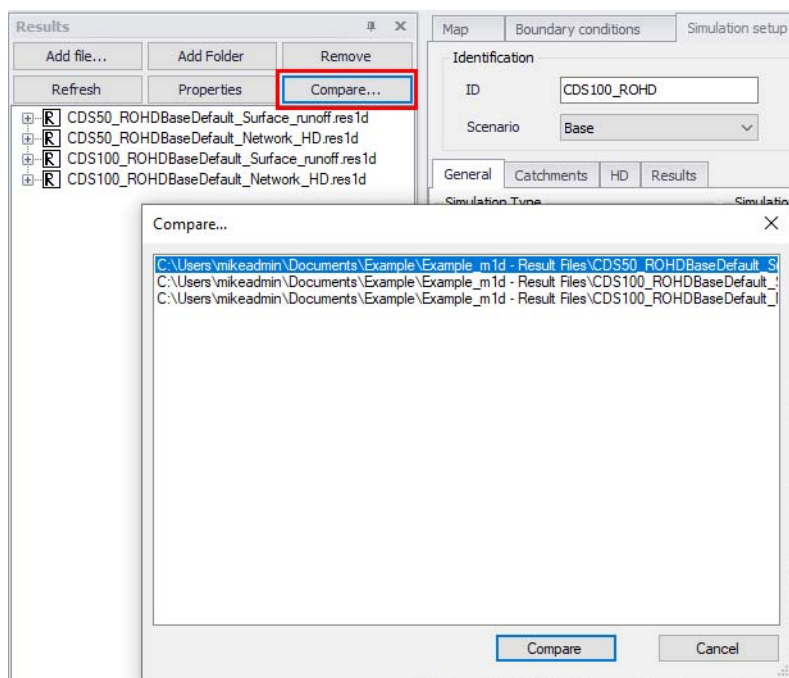 Results
Map Boundary conditions Simulation setup
Add file... Add Folder Remove
Identification
Refresh Properties Compare...
ID CDS100_ROHD
CDS50_ROHDBaseDefault_Surface_runoff.res1d
Scenario Base
CDS50_ROHDBaseDefault_Network_HD.res1d
CDS100_ROHDBaseDefault_Surface_runoff.res1d
CDS100_ROHDBaseDefault_Network_HD.res1d
General Catchments HD Results
Simulation Type
Compare...
C:\Users\mikeadmin\Documents\Example\Example_m1d - Result Files\CDS50_ROHDBaseDefault_
C:\Users\mikeadmin\Documents\Example\Example_m1d - Result Files\CDS100_ROHDBaseDefault_
C:\Users\mikeadmin\Documents\Example\Example_m1d - Result Files\CDS100_ROHDBaseDefault_
Compare Cancel